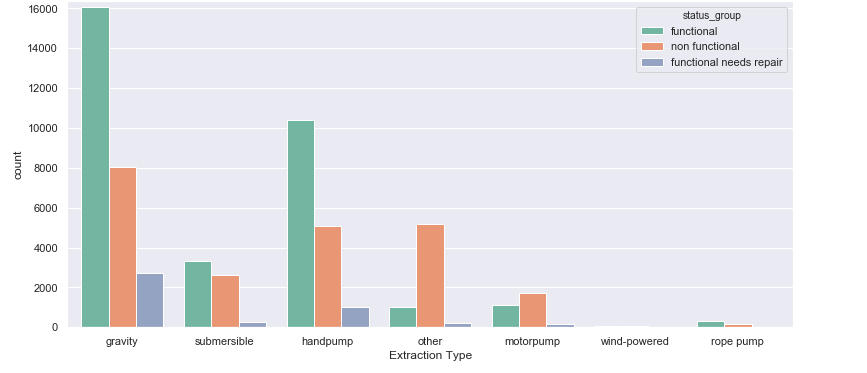 16000
14000
12000
10000
8000
6000
4000
2000
0
count
status_group
functional
non functional
functional needs repair
gravity submersible handpump other motorpump wind-powered rope pump
Extraction Type